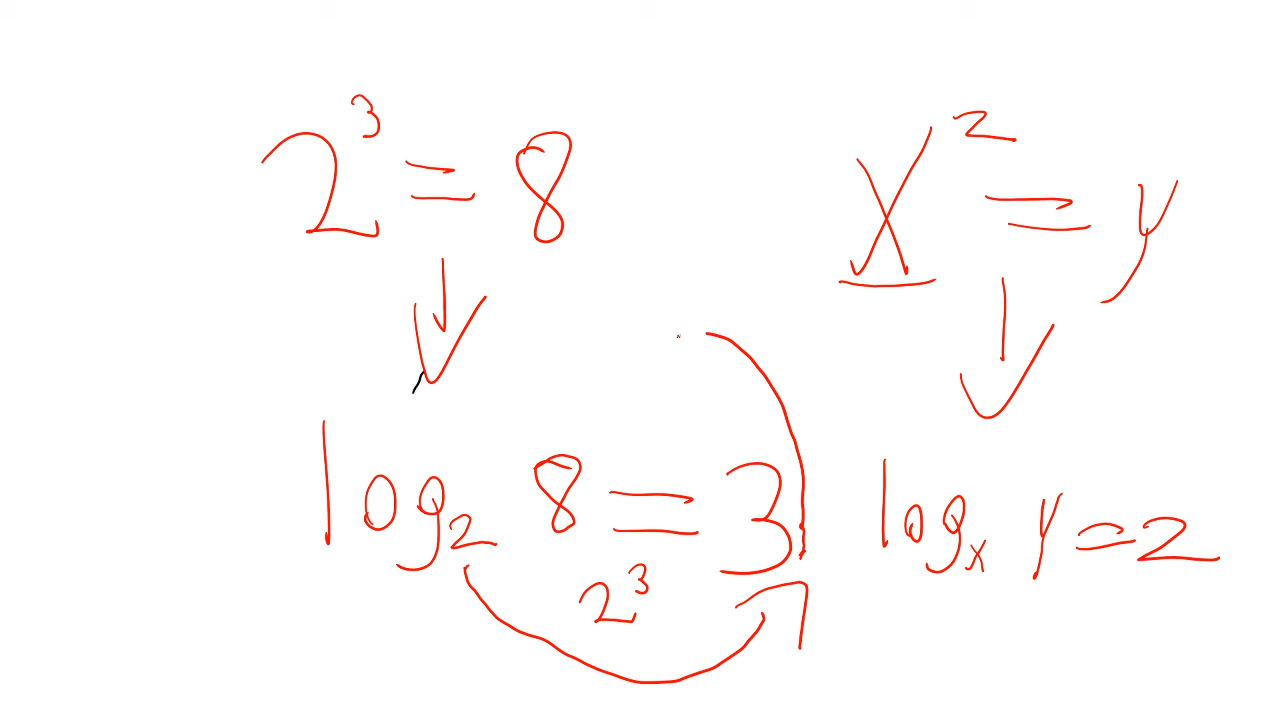 2³ = 8
x² = y
log₂ 8 = 3
logₓ y = 2
2³